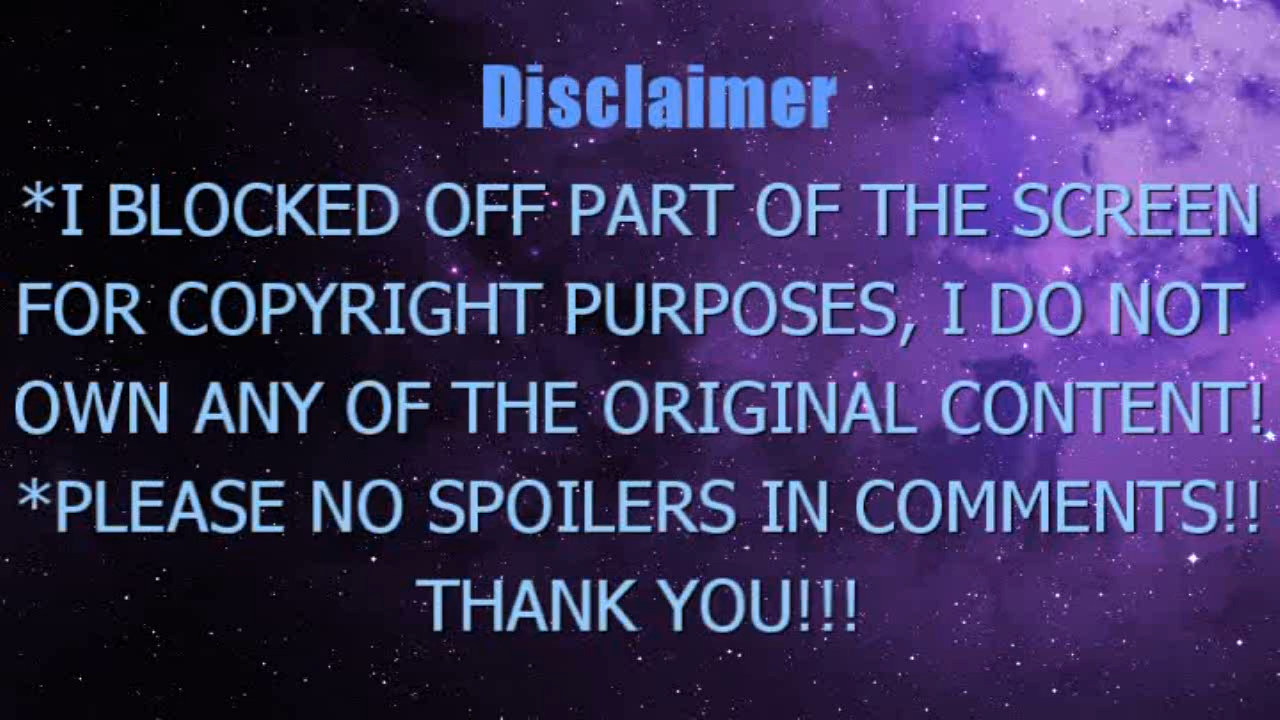 Disclaimer
*I BLOCKED OFF PART OF THE SCREEN
FOR COPYRIGHT PURPOSES, I DO NOT
OWN ANY OF THE ORIGINAL CONTENT!
*PLEASE NO SPOILERS IN COMMENTS!!
THANK YOU!!!